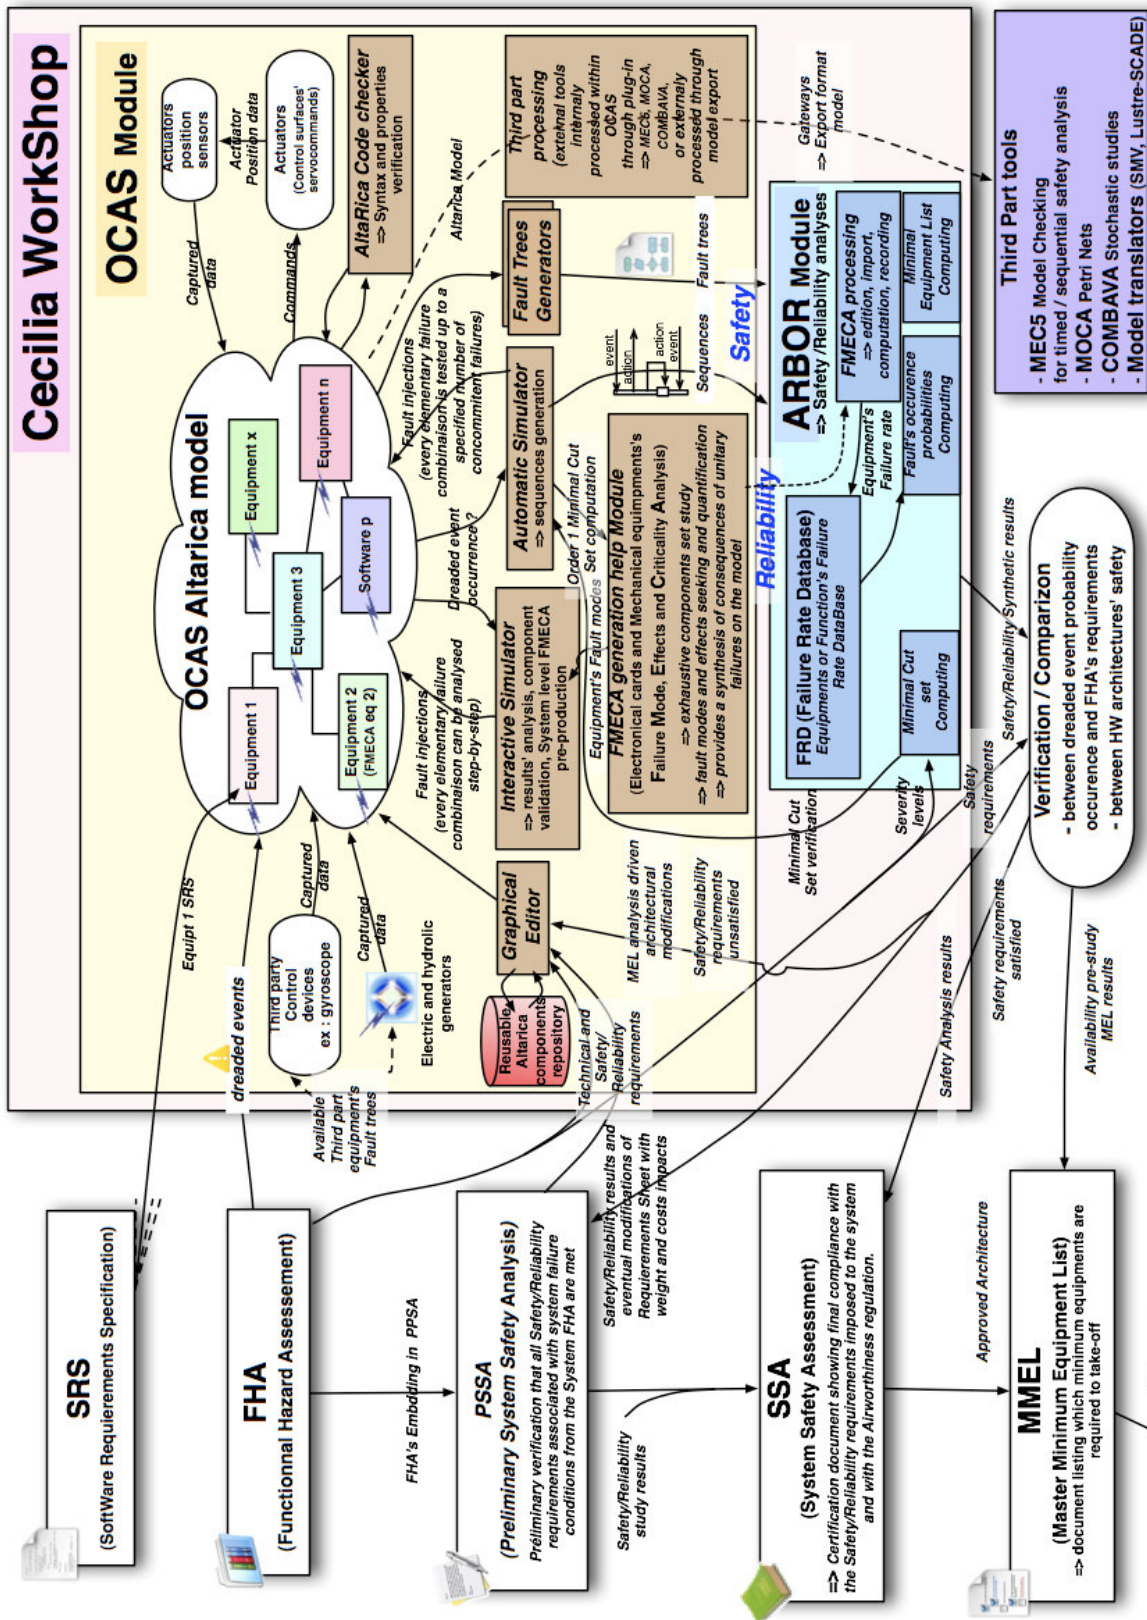 Cecilia WorkShop
OCAS Module
OCAS Altarica model
Actuators
position
sensors
Actuator
Position data
Actuators
(Control surfaces'
servocommands)
Captured
data
Commands
AltaRica Code checker
=> Syntax and properties
verification
Altarica Model
Equipment 1
Equipment 2
(FMECA eq 2)
Equipment 3
Equipment x
Equipment n
Software p
Equipt 1 SRS
dreaded events
Third party
Control
devices
ex : gyroscope
Captured
data
Captured
data
Electric and hydrolic
generators
Available
Third part
equipment's
Fault trees
Fault injections
(every elementary failure
combinaison can be analysed
step-by-step)
Dreaded event
occurrence ?
Fault injections
(every elementary failure
combinaison is tested up to a
specified number of
concommitent failures)
Reusable
Altarica
components
repository
Graphical
Editor
Interactive Simulator
=> results' analysis, component
validation, System level FMECA
pre-production
Automatic Simulator
=> sequences generation
Fault Trees
Generators
Third part
processing
(external tools
internaly
processed within
OCAS
through plug-in
=> MEC5, MOCA,
COMBAVA,
or externaly
processed through
model export
Equipment's Fault modes
Order 1 Minimal Cut
Set computation
FMECA generation help Module
(Electronical cards and Mechanical equimpents's
Failure Mode, Effects and Criticality Analysis)
=> exhaustive components set study
=> fault modes and effects seeking and quantification
=> provides a synthesis of consequences of unitary
failures on the model
event
action
action
event
Sequences
Fault trees
Gateways
=> Export format
model
Reliability
Safety
MEL analysis driven
architectural
modifications
Safety/Reliability
requirements
unsatisfied
Technical and
Safety/
Reliability
requirements
Minimal Cut
Set verification
ARBOR Module
=> Safety /Reliability analyses
FRD (Failure Rate Database)
Equipments or Function's Failure
Rate DataBase
Equipment's
Failure rate
FMECA processing
=> edition, import,
computation, recording
Minimal Cut
set
Computing
Fault's occurence
probabilities
Computing
Minimal
Equipment List
Computing
Severity
levels
Safety
requirements
Safety/Reliability Synthetic results
Third Part tools
- MEC5 Model Checking
for timed / sequential safety analysis
- MOCA Petri Nets
- COMBAVA Stochastic studies
- Model translators (SMV, Lustre-SCADE)
Verification / Comparizon
- between dreaded event probability
occurence and FHA's requirements
- between HW architectures' safety
Safety Analysis results
Safety requirements
satisfied
Availability pre-study
MEL results
SRS
(SoftWare Requierements Specification)
FHA
(Functionnal Hazard Assessement)
FHA's Embdding in PPSA
PSSA
(Preliminary System Safety Analysis)
Préliminary verification that all Safety/Reliability
requirements associated with system failure
conditions from the System FHA are met
Safety/Reliability results and
eventual modifications of
Requierements Sheet with
weight and costs impacts
Safety/Reliability
study results
SSA
(System Safety Assessment)
=> Certification document showing final compliance with
the Safety/Reliability requirements imposed to the system
and with the Airworthiness regulation.
Approved Architecture
MMEL
(Master Minimum Equipment List)
=> document listing which minimum equipments are
required to take-off